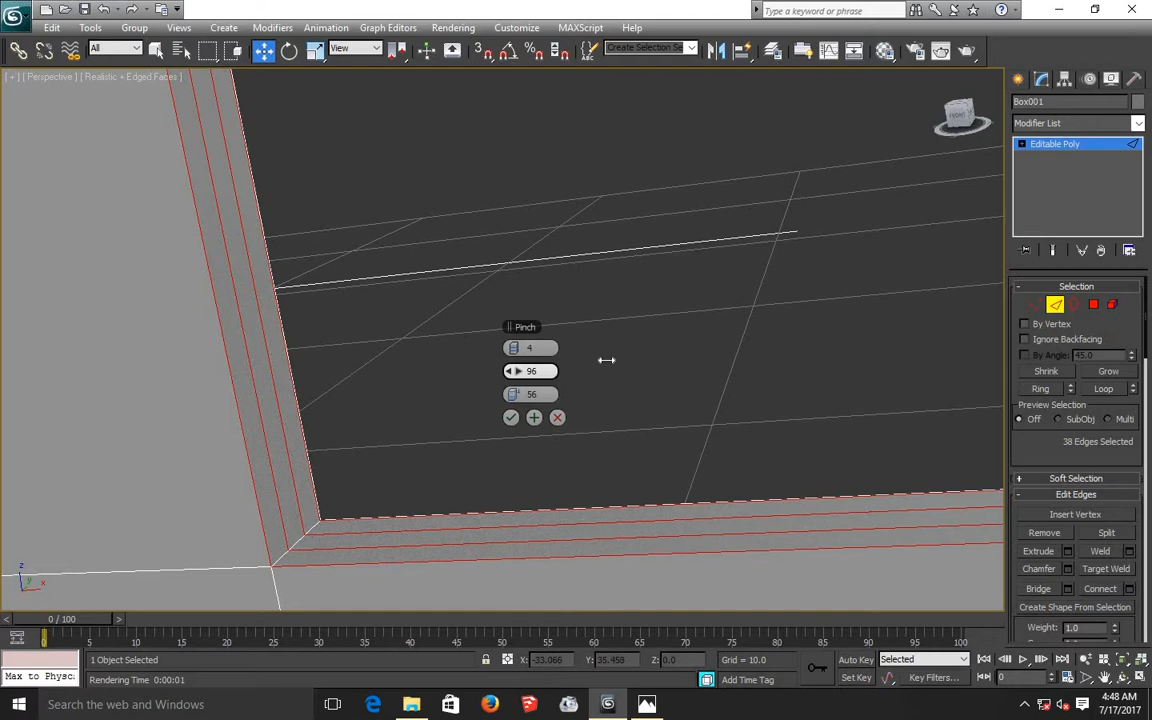 Type a keyword or phrase
Edit Tools Group Views Create Modifiers Animation Graph Editors Rendering Customize MAXScript Help
All View Create Selection Se
[ + ] [ Perspective ] [ Realistic + Edged Faces ]
FRONT
Box001
Modifier List
Editable Poly
Selection
By Vertex
Ignore Backfacing
By Angle: 45.0
Shrink Grow
Ring Loop
Preview Selection
Off SubObj Multi
38 Edges Selected
Soft Selection
Edit Edges
Insert Vertex
Remove Split
Extrude Weld
Chamfer Target Weld
Bridge Connect
Create Shape From Selection
Weight: 1.0
Pinch
4
96
56
z
y
x
0 / 100
0 5 10 15 20 25 30 35 40 45 50 55 60 65 70 75 80 85 90 95 100
1 Object Selected X: -33.066 Y: 35.458 Z: 0.0 Grid = 10.0 Auto Key Selected
Max to Physc Rendering Time 0:00:01 Add Time Tag Set Key Key Filters... 0
Search the web and Windows
4:48 AM
7/17/2017